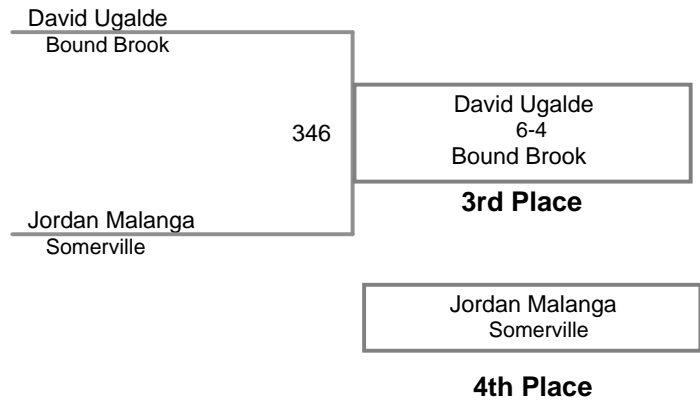 David Ugalde
Bound Brook
346
David Ugalde
6-4
Bound Brook
3rd Place
Jordan Malanga
Somerville
Jordan Malanga
Somerville
4th Place